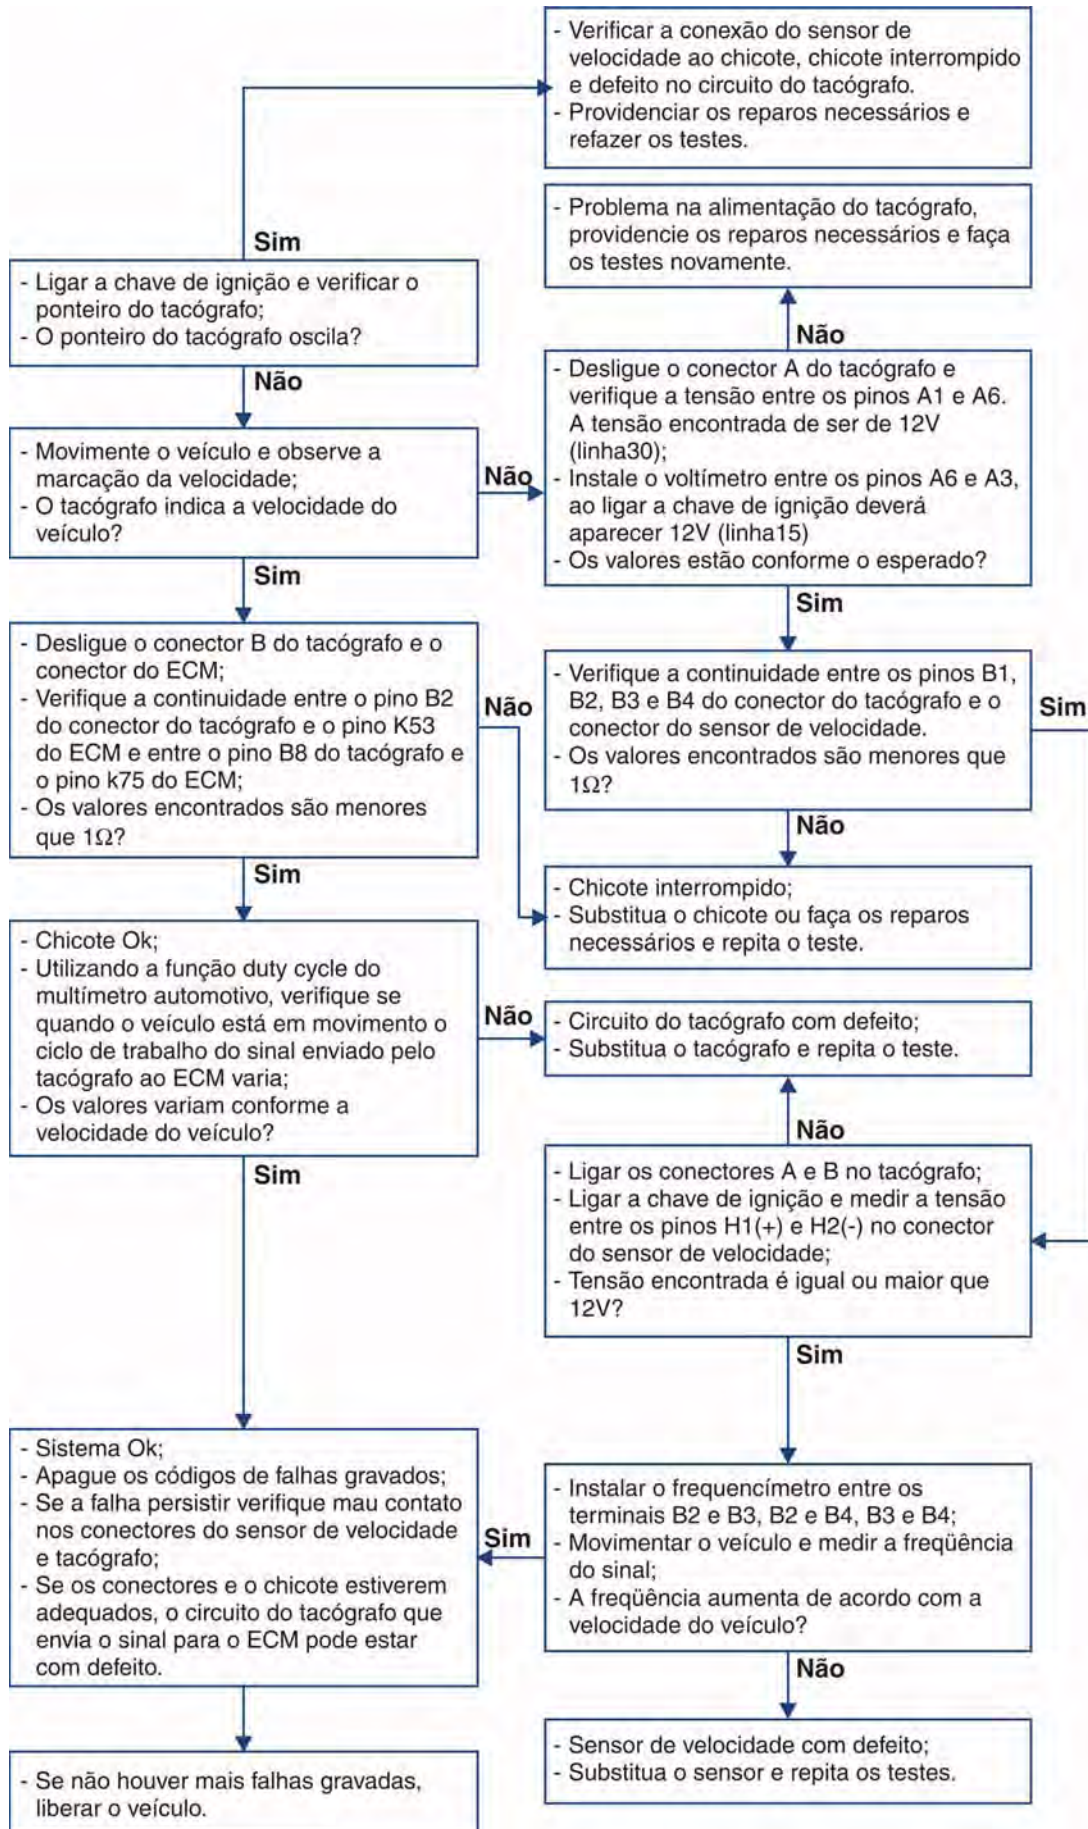 - Verificar a conexão do sensor de
velocidade ao chicote, chicote interrompido
e defeito no circuito do tacógrafo.
- Providenciar os reparos necessários e
refazer os testes.
- Problema na alimentação do tacógrafo,
providencie os reparos necessários e faça
os testes novamente.
Sim
- Ligar a chave de ignição e verificar o
ponteiro do tacógrafo;
- O ponteiro do tacógrafo oscila?
Não
Não
- Desligue o conector A do tacógrafo e
verifique a tensão entre os pinos A1 e A6.
A tensão encontrada de ser de 12V
(linha30);
- Instale o voltímetro entre os pinos A6 e A3,
ao ligar a chave de ignição deverá
aparecer 12V (linha15)
- Os valores estão conforme o esperado?
- Movimente o veículo e observe a
marcação da velocidade;
- O tacógrafo indica a velocidade do
veículo?
Não
Sim
Sim
- Desligue o conector B do tacógrafo e o
conector do ECM;
- Verifique a continuidade entre o pino B2
do conector do tacógrafo e o pino K53
do ECM e entre o pino B8 do tacógrafo e
o pino k75 do ECM;
- Os valores encontrados são menores
que 1Ω?
Não
- Verifique a continuidade entre os pinos B1,
B2, B3 e B4 do conector do tacógrafo e o
conector do sensor de velocidade.
- Os valores encontrados são menores que
1Ω?
Sim
Não
Sim
- Chicote interrompido;
- Substitua o chicote ou faça os reparos
necessários e repita o teste.
- Chicote Ok;
- Utilizando a função duty cycle do
multímetro automotivo, verifique se
quando o veículo está em movimento o
ciclo de trabalho do sinal enviado pelo
tacógrafo ao ECM varia;
- Os valores variam conforme a
velocidade do veículo?
Não
- Circuito do tacógrafo com defeito;
- Substitua o tacógrafo e repita o teste.
Não
Sim
- Ligar os conectores A e B no tacógrafo;
- Ligar a chave de ignição e medir a tensão
entre os pinos H1(+) e H2(-) no conector
do sensor de velocidade;
- Tensão encontrada é igual ou maior que
12V?
Sim
- Sistema Ok;
- Apague os códigos de falhas gravados;
- Se a falha persistir verifique mau contato
nos conectores do sensor de velocidade
e tacógrafo;
- Se os conectores e o chicote estiverem
adequados, o circuito do tacógrafo que
envia o sinal para o ECM pode estar
com defeito.
Sim
- Instalar o frequencímetro entre os
terminais B2 e B3, B2 e B4, B3 e B4;
- Movimentar o veículo e medir a freqüência
do sinal;
- A freqüência aumenta de acordo com a
velocidade do veículo?
Não
- Sensor de velocidade com defeito;
- Substitua o sensor e repita os testes.
- Se não houver mais falhas gravadas,
liberar o veículo.